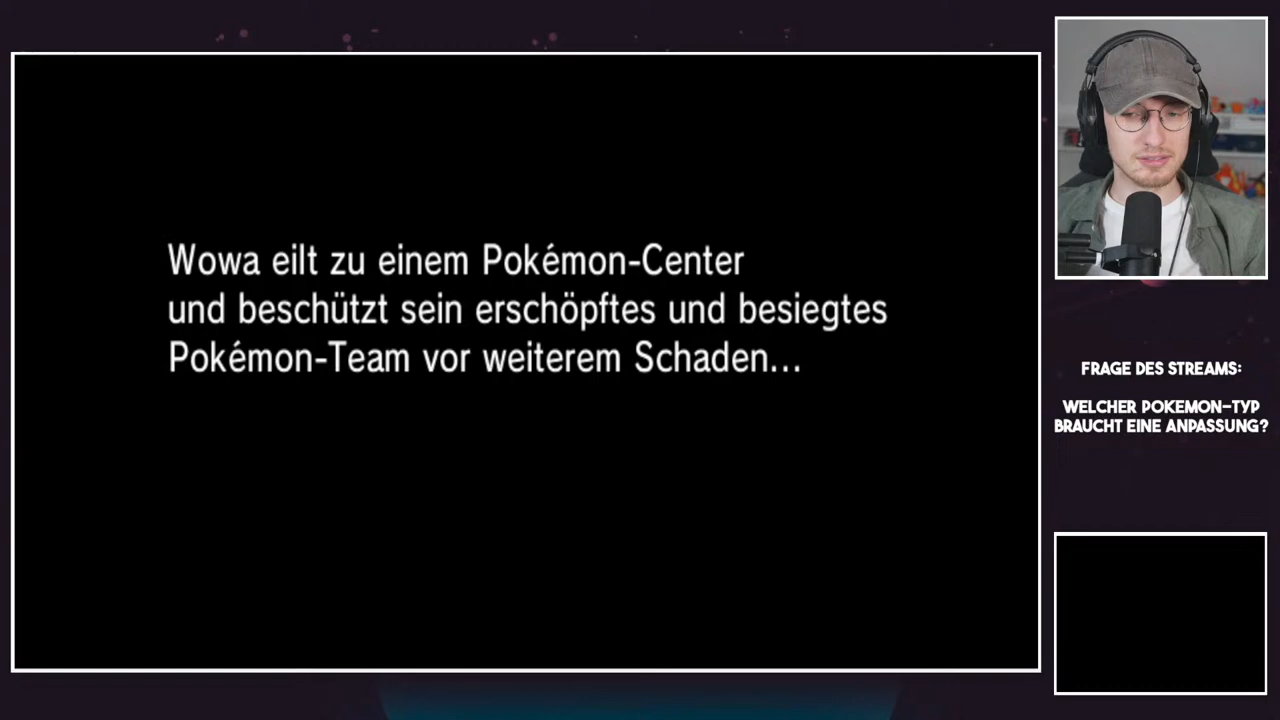 Wowa eilt zu einem Pokémon-Center
und beschützt sein erschöpftes und besiegtes
Pokémon-Team vor weiterem Schaden...
FRAGE DES STREAMS:
WELCHER POKEMON-TYP
BRAUCHT EINE ANPASSUNG?